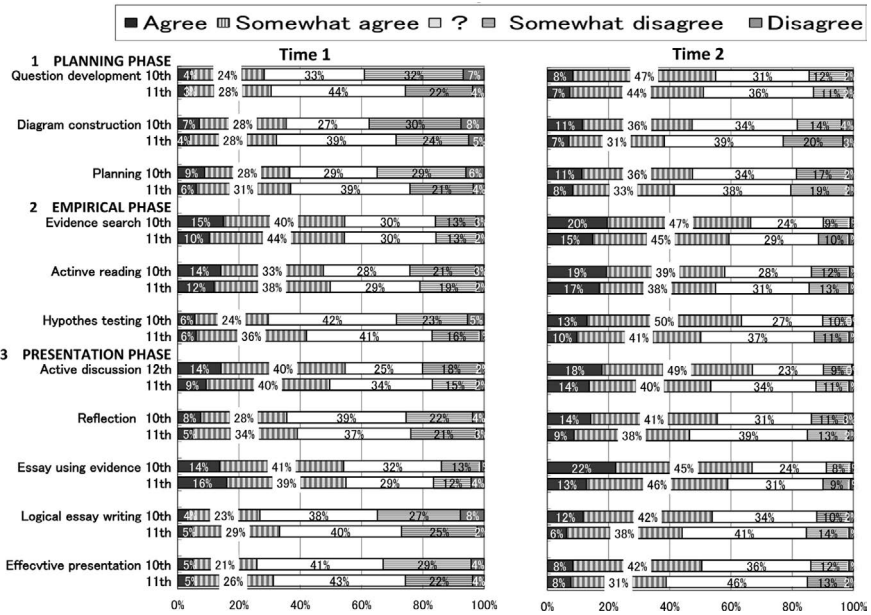 Agree Somewhat agree ? Somewhat disagree Disagree
Time 1 Time 2
1 PLANNING PHASE
Question development 10th 4% 24% 33% 32% 7% 8% 47% 31% 12% 2%
11th 3% 28% 44% 22% 4% 7% 44% 36% 11% 2%
Diagram construction 10th 7% 28% 27% 30% 8% 11% 36% 34% 14% 4%
11th 4% 28% 39% 24% 5% 7% 31% 39% 20% 3%
Planning 10th 9% 28% 29% 29% 6% 11% 36% 34% 17% 2%
11th 6% 31% 39% 21% 4% 8% 33% 38% 19% 2%
2 EMPIRICAL PHASE
Evidence search 10th 15% 40% 30% 13% 3% 20% 47% 24% 9%
11th 10% 44% 30% 13% 2% 15% 45% 29% 10%
Actinve reading 10th 14% 33% 28% 21% 3% 19% 39% 28% 12%
11th 12% 38% 29% 19% 2% 17% 38% 31% 13%
Hypothes testing 10th 6% 24% 42% 23% 5% 13% 50% 27% 10%
11th 6% 36% 41% 16% 10% 41% 37% 11%
3 PRESENTATION PHASE
Active discussion 12th 14% 40% 25% 18% 2% 18% 49% 23% 9%
11th 9% 40% 34% 15% 2% 14% 40% 34% 11%
Reflection 10th 8% 28% 39% 22% 4% 14% 41% 31% 11% 3%
11th 5% 34% 37% 21% 3% 9% 38% 39% 13% 2%
Essay using evidence 10th 14% 41% 32% 13% 22% 45% 24% 8%
11th 16% 39% 29% 12% 4% 13% 46% 31% 9%
Logical essay writing 10th 4% 23% 38% 27% 8% 12% 42% 34% 10% 2%
11th 5% 29% 40% 25% 2% 6% 38% 41% 14%
Effecvtive presentation 10th 5% 21% 41% 29% 4% 8% 42% 36% 12%
11th 5% 26% 43% 22% 4% 8% 31% 46% 13% 2%
0% 20% 40% 60% 80% 100% 0% 20% 40% 60% 80% 100%